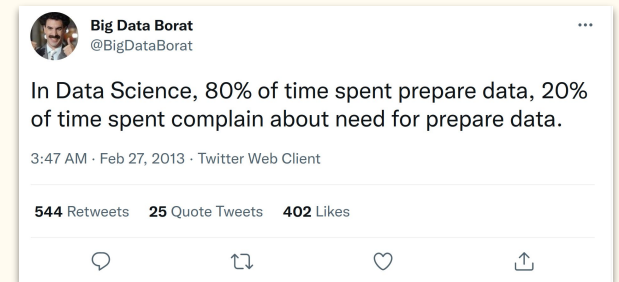 Big Data Borat
@BigDataBorat
In Data Science, 80% of time spent prepare data, 20%
of time spent complain about need for prepare data.
3:47 AM · Feb 27, 2013 · Twitter Web Client
544 Retweets 25 Quote Tweets 402 Likes